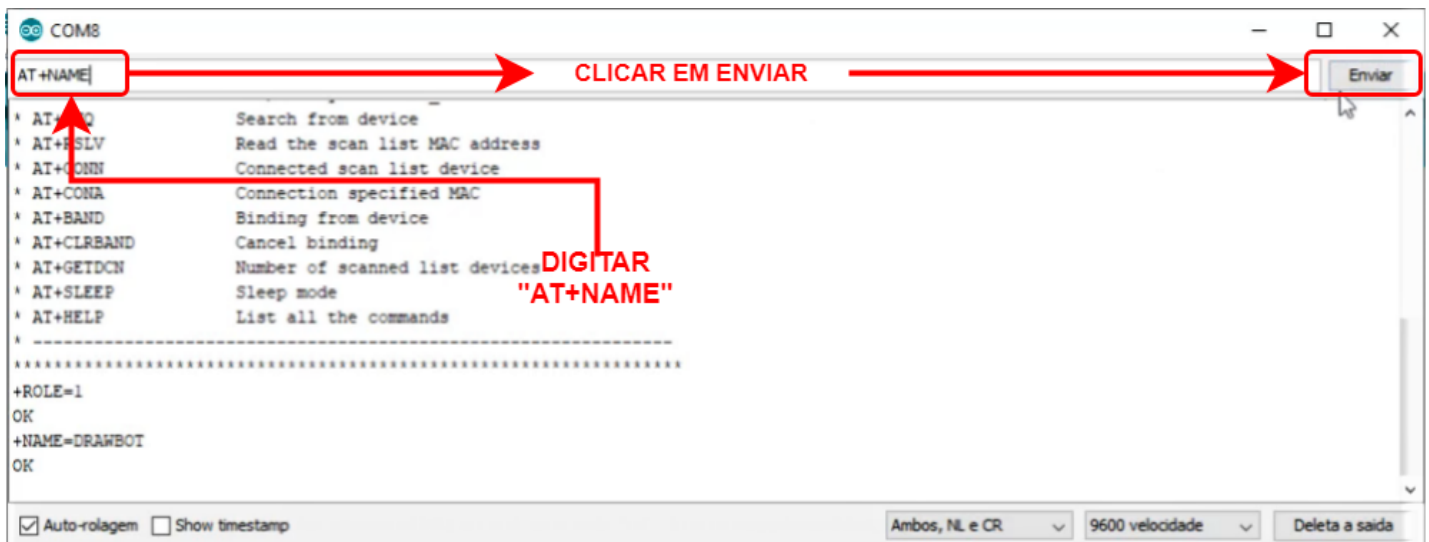 COM8
AT+NAME
CLICAR EM ENVIAR
Enviar
* AT+ Q Search from device
* AT+RSLV Read the scan list MAC address
* AT+CONN Connected scan list device
* AT+CONA Connection specified MAC
* AT+BAND Binding from device
* AT+CLRBAND Cancel binding
* AT+GETDCN Number of scanned list devices
* AT+SLEEP Sleep mode
* AT+HELP List all the commands
DIGITAR
"AT+NAME"
* ---------------------------------------------------------------
*******************************************************************
+ROLE=1
OK
+NAME=DRAWBOT
OK
Auto-rolagem Show timestamp Ambos, NL e CR 9600 velocidade Deleta a saida